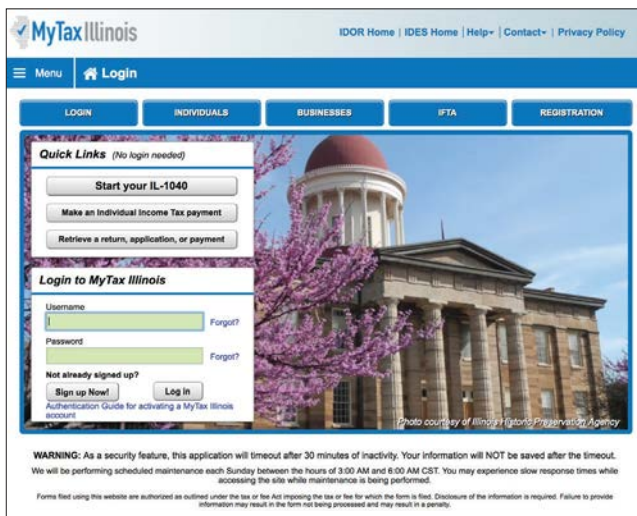 MyTax Illinois
IDOR Home | IDES Home | Help | Contact | Privacy Policy
Menu Login
LOGIN INDIVIDUALS BUSINESSES IFTA REGISTRATION
Quick Links (No login needed)
Start your IL-1040
Make an Individual Income Tax payment
Retrieve a return, application, or payment
Login to MyTax Illinois
Username
Forgot?
Password
Forgot?
Not already signed up?
Sign up Now! Log in
Authentication Guide for activating a MyTax Illinois
account
Photo courtesy of Illinois Historic Preservation Agency
WARNING: As a security feature, this application will timeout after 30 minutes of inactivity. Your information will NOT be saved after the timeout.
We will be performing scheduled maintenance each Sunday between the hours of 3:00 AM and 6:00 AM CST. You may experience slow response times while
accessing the site while maintenance is being performed.
Forms filed using this website are authorized as outlined under the tax or fee Act imposing the tax or fee for which the form is filed. Disclosure of the information is required. Failure to provide
information may result in the form not being processed and may result in a penalty.